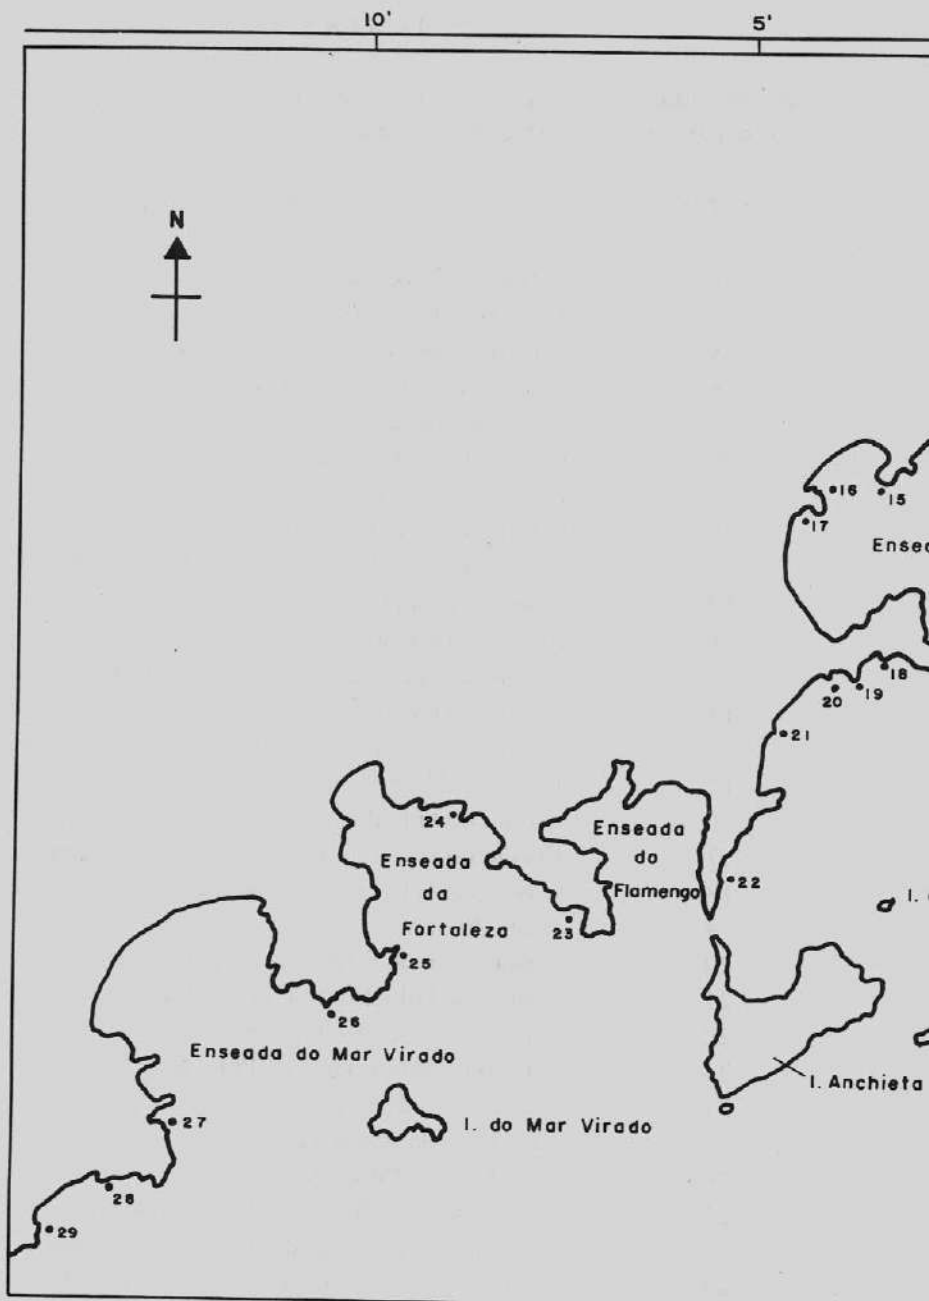 10' 5'
N
16 15
17
Ensea
18
20 19
21
24
Enseada
do
Flamengo
Enseada
da
Fortaleza
22
I.
23
25
26
Enseada do Mar Virado
I. Anchieta
27
I. do Mar Virado
28
29